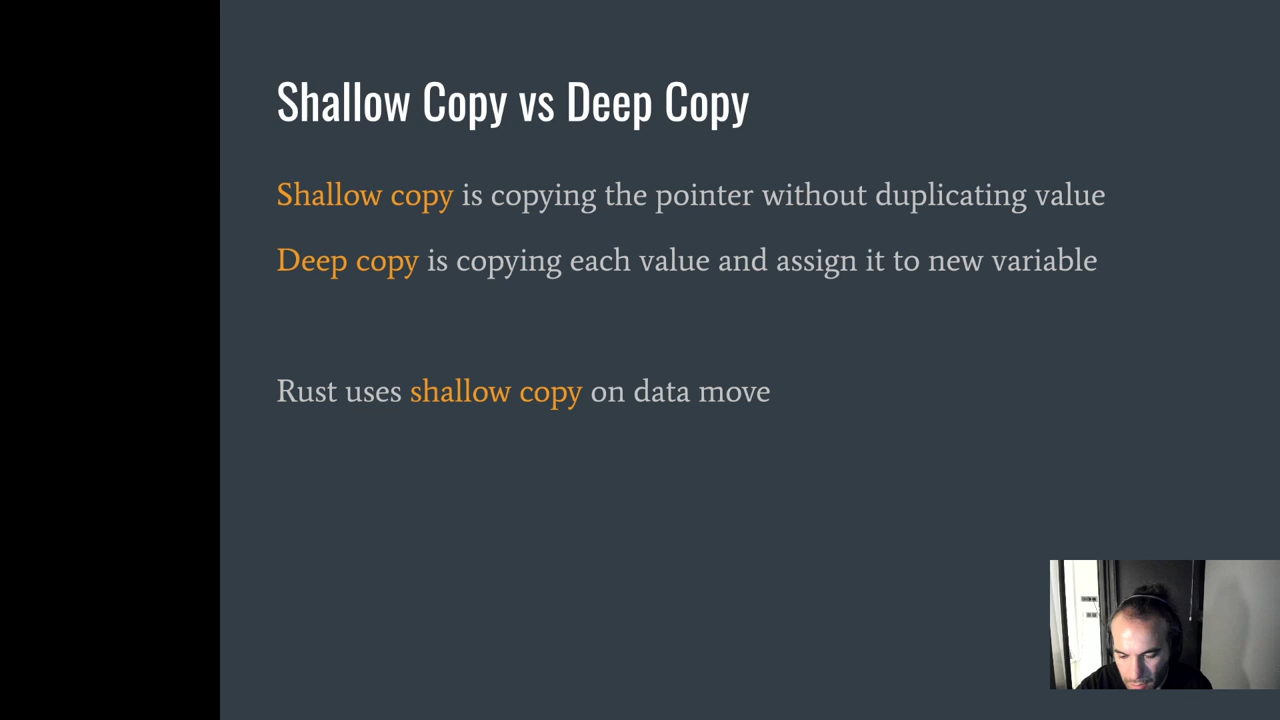 Shallow Copy vs Deep Copy
Shallow copy is copying the pointer without duplicating value
Deep copy is copying each value and assign it to new variable
Rust uses shallow copy on data move